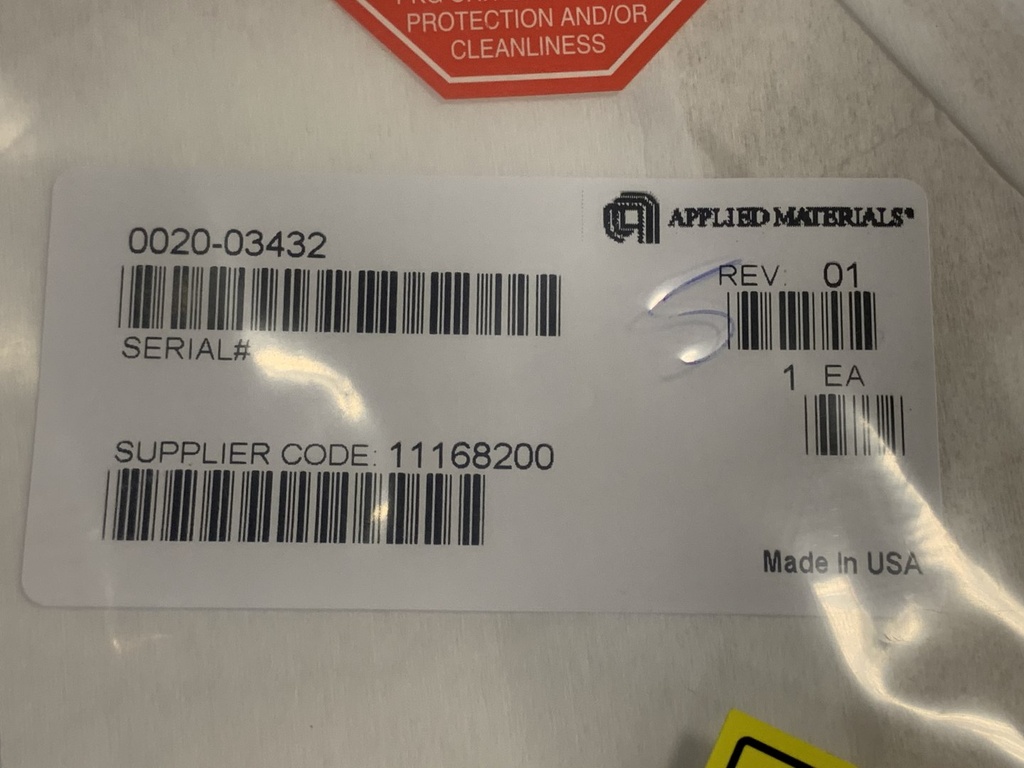 PROTECTION AND/OR
CLEANLINESS
APPLIED MATERIALS®
0020-03432
REV: 01
5
SERIAL#
1 EA
SUPPLIER CODE: 11168200
Made In USA